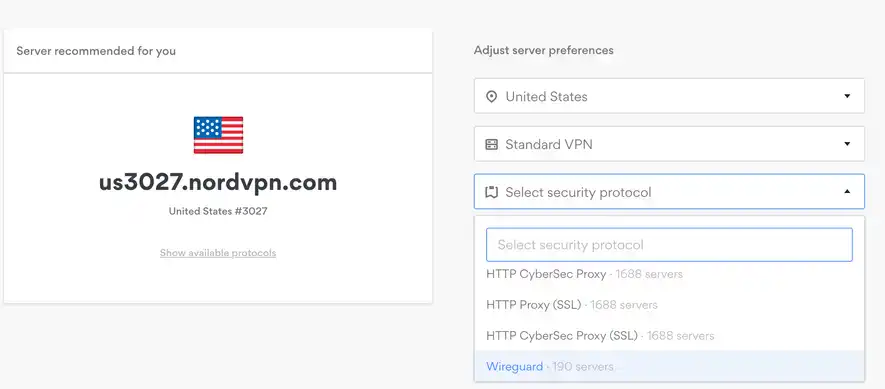 Server recommended for you
us3027.nordvpn.com
United States #3027
Show available protocols
Adjust server preferences
United States
Standard VPN
Select security protocol
Select security protocol
HTTP CyberSec Proxy · 1688 servers
HTTP Proxy (SSL) · 1688 servers
HTTP CyberSec Proxy (SSL) · 1688 servers
Wireguard · 190 servers